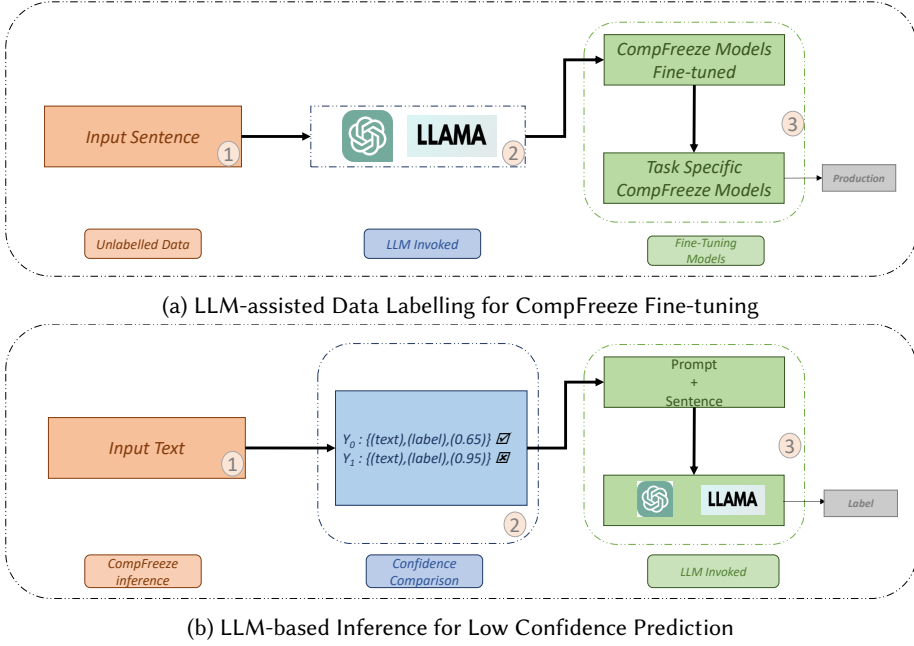 Input Sentence
1
LLAMA
2
CompFreeze Models
Fine-tuned
3
Task Specific
CompFreeze Models
Production
Unlabelled Data
LLM Invoked
Fine-Tuning
Models
(a) LLM-assisted Data Labelling for CompFreeze Fine-tuning
Input Text
1
Y0 : {(text),(label),(0.65)} ☑
Y1 : {(text),(label),(0.95)} ☒
2
Prompt
+
Sentence
3
LLAMA
Label
CompFreeze
inference
Confidence
Comparison
LLM Invoked
(b) LLM-based Inference for Low Confidence Prediction